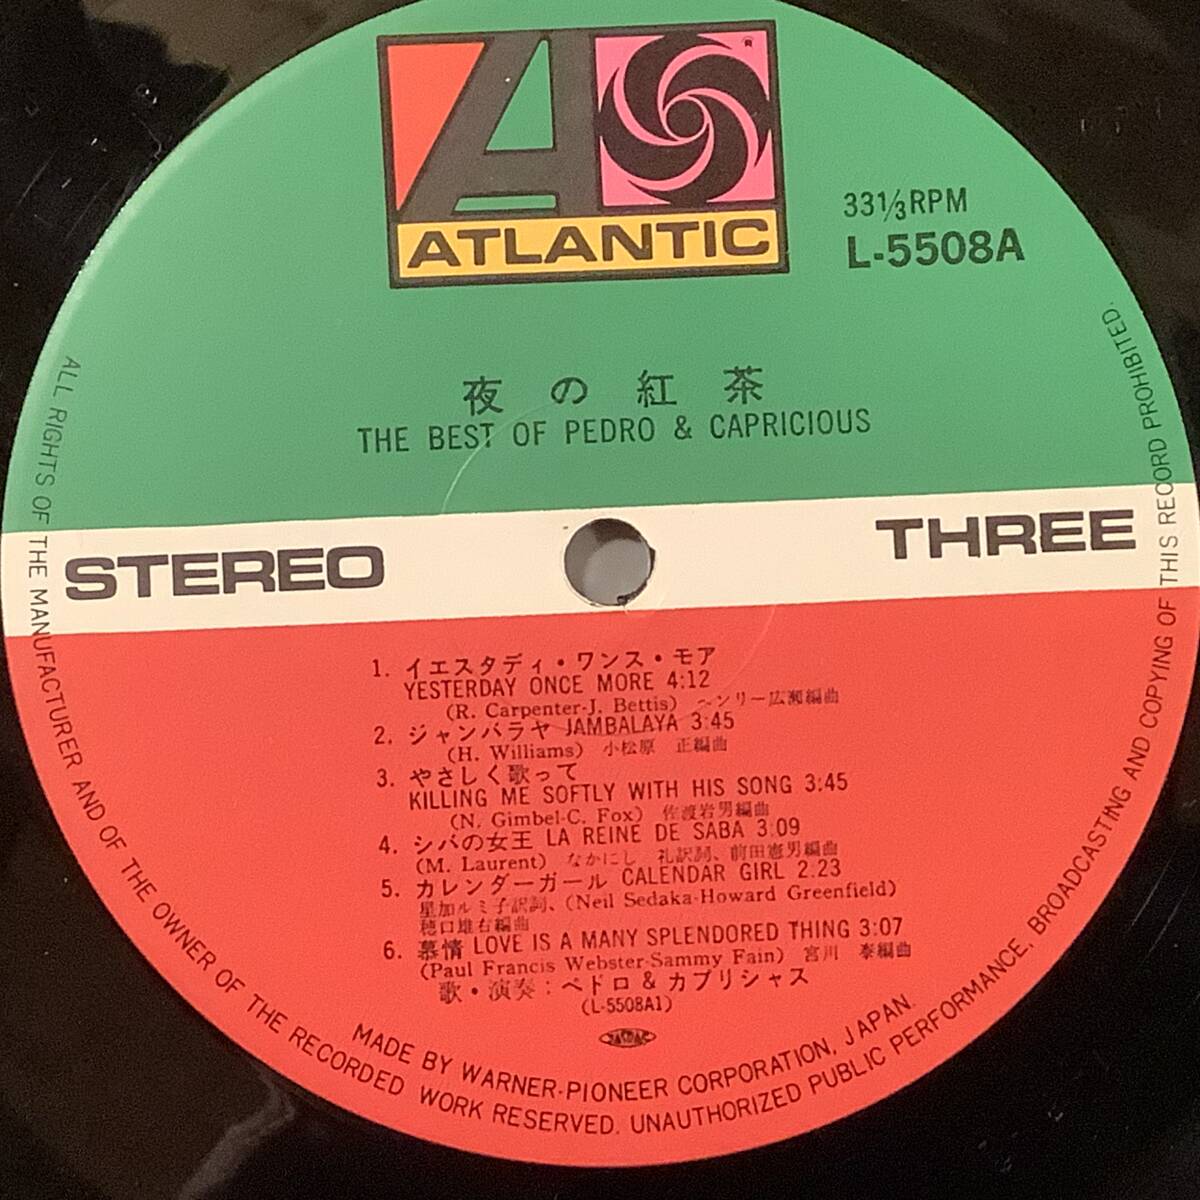 ATLANTIC
®
33⅓RPM
L-5508A
夜の紅茶
THE BEST OF PEDRO & CAPRICIOUS
STEREO
THREE
1. イエスタディ・ワンス・モア
YESTERDAY ONCE MORE 4:12
(R. Carpenter-J. Bettis) ヘンリー広瀬編曲
2. ジャンバラヤ JAMBALAYA 3:45
(H. Williams) 小松原 正編曲
3. やさしく歌って
KILLING ME SOFTLY WITH HIS SONG 3:45
(N. Gimbel-C. Fox) 佐渡岩男編曲
4. シバの女王 LA REINE DE SABA 3:09
(M. Laurent) なかにし 礼訳詞、前田憲男編曲
5. カレンダーガール CALENDAR GIRL 2:23
星加ルミ子訳詞、(Neil Sedaka-Howard Greenfield)
穂口雄右編曲
6. 慕情 LOVE IS A MANY SPLENDORED THING 3:07
(Paul Francis Webster-Sammy Fain) 宮川 泰編曲
歌・演奏：ペドロ & カプリシャス
(L-5508A1)
JASRAC
MADE BY WARNER-PIONEER CORPORATION, JAPAN.
ALL RIGHTS OF THE MANUFACTURER AND OF THE OWNER OF THE RECORDED WORK RESERVED. UNAUTHORIZED PUBLIC PERFORMANCE, BROADCASTING AND COPYING OF THIS RECORD PROHIBITED.